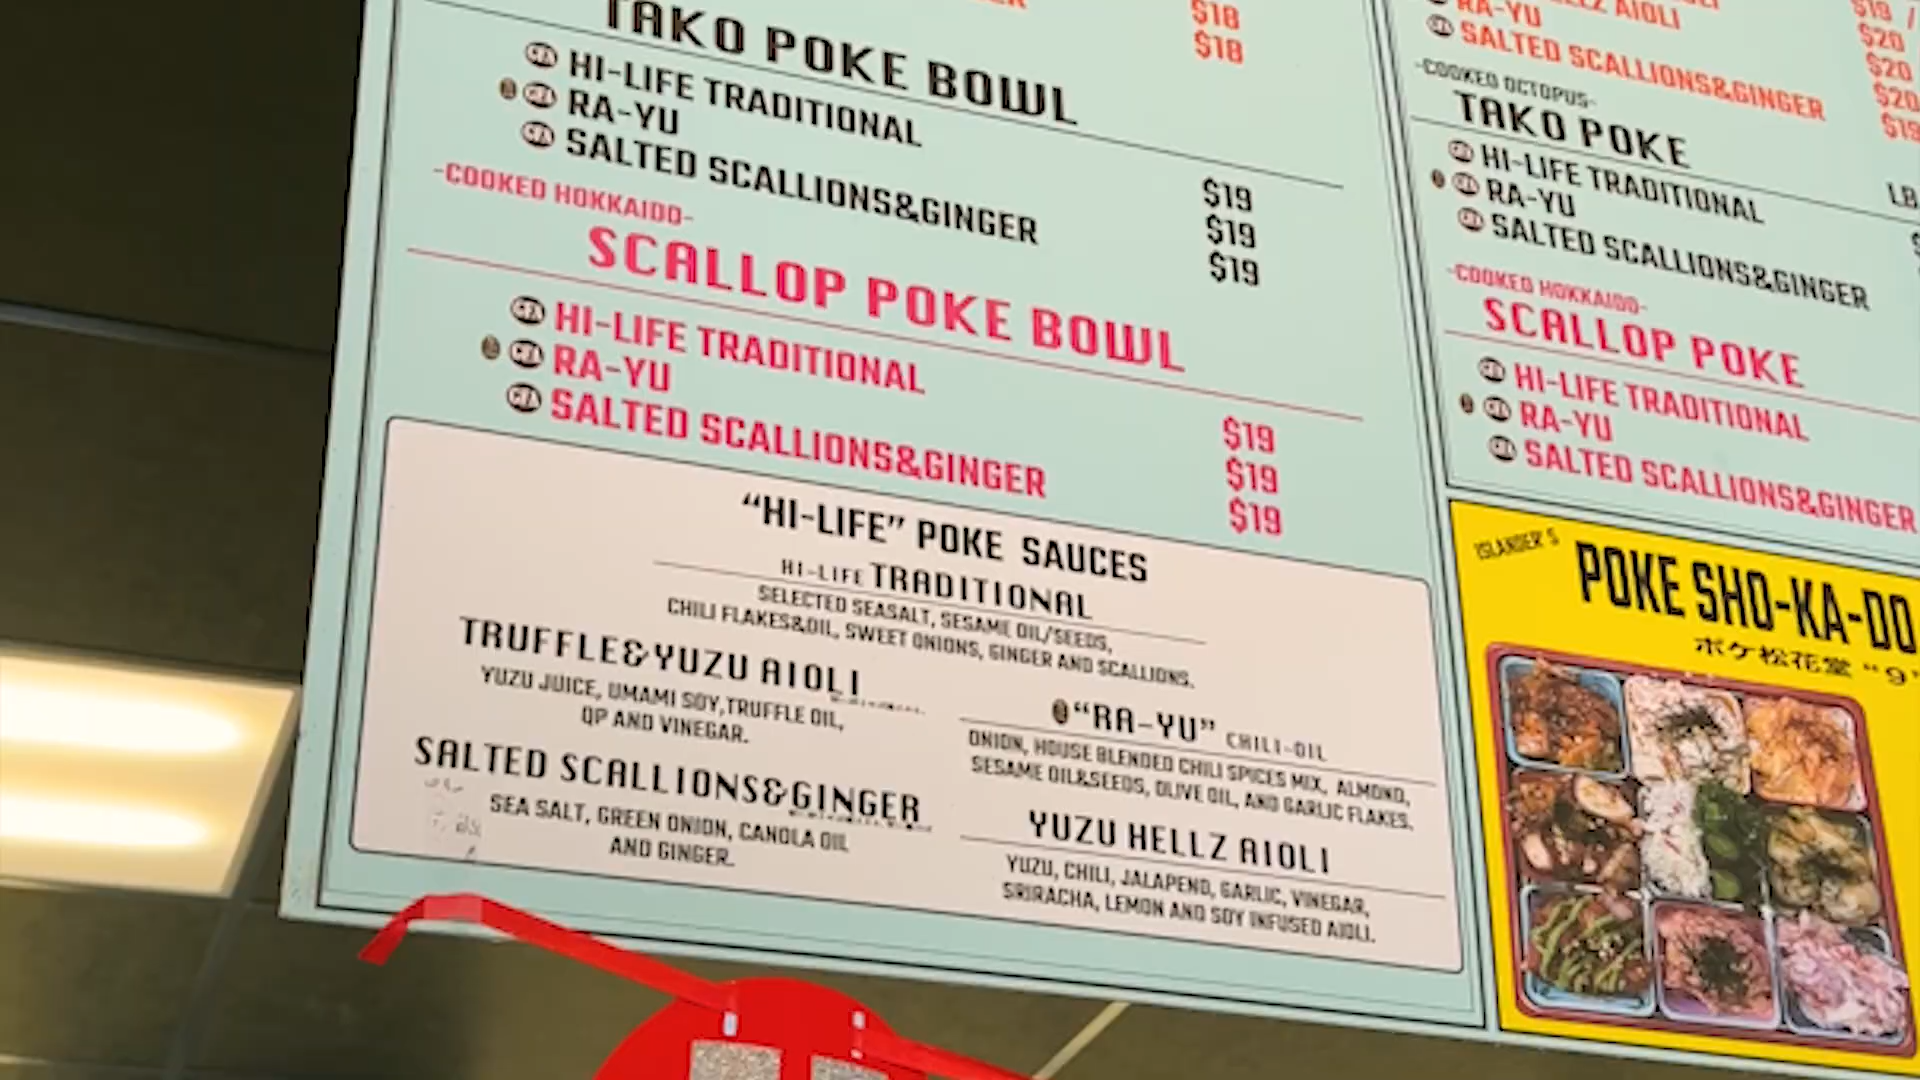 $18
$18
TAKO POKE BOWL
HI-LIFE TRADITIONAL $19
RA-YU $19
SALTED SCALLIONS&GINGER $19
-COOKED HOKKAIDO-
SCALLOP POKE BOWL
HI-LIFE TRADITIONAL $19
RA-YU $19
SALTED SCALLIONS&GINGER $19
"HI-LIFE" POKE SAUCES
HI-LIFE TRADITIONAL
SELECTED SEASALT, SESAME OIL/SEEDS,
CHILI FLAKES&OIL, SWEET ONIONS, GINGER AND SCALLIONS.
TRUFFLE&YUZU AIOLI
YUZU JUICE, UMAMI SOY,TRUFFLE OIL,
QP AND VINEGAR.
SALTED SCALLIONS&GINGER
SEA SALT, GREEN ONION, CANOLA OIL
AND GINGER.
"RA-YU" CHILI-OIL
ONION, HOUSE BLENDED CHILI SPICES MIX, ALMOND,
SESAME OIL&SEEDS, OLIVE OIL, AND GARLIC FLAKES.
YUZU HELLZ AIOLI
YUZU, CHILI, JALAPENO, GARLIC, VINEGAR,
SRIRACHA, LEMON AND SOY INFUSED AIOLI.
AIOLI $19 /
RA-YU $20
SALTED SCALLIONS&GINGER $20
$20
$19
-COOKED OCTOPUS-
TAKO POKE LB
HI-LIFE TRADITIONAL
RA-YU
SALTED SCALLIONS&GINGER
-COOKED HOKKAIDO-
SCALLOP POKE
HI-LIFE TRADITIONAL
RA-YU
SALTED SCALLIONS&GINGER
ISLANDER'S
POKE SHO-KA-DO
ポケ松花堂 "9"